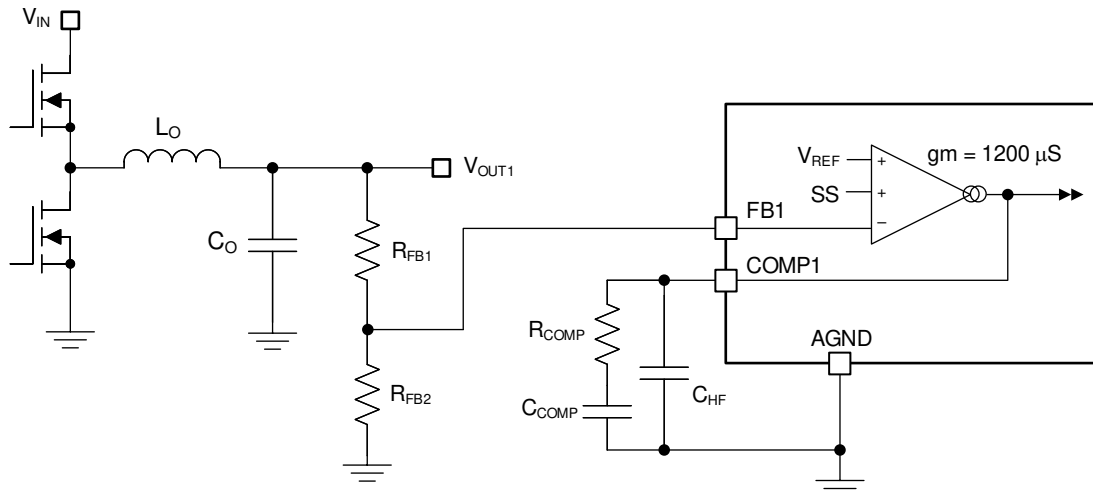 VIN
LO
VOUT1
CO
RFB1
RFB2
VREF
gm = 1200 μS
SS
FB1
COMP1
RCOMP
AGND
CHF
CCOMP